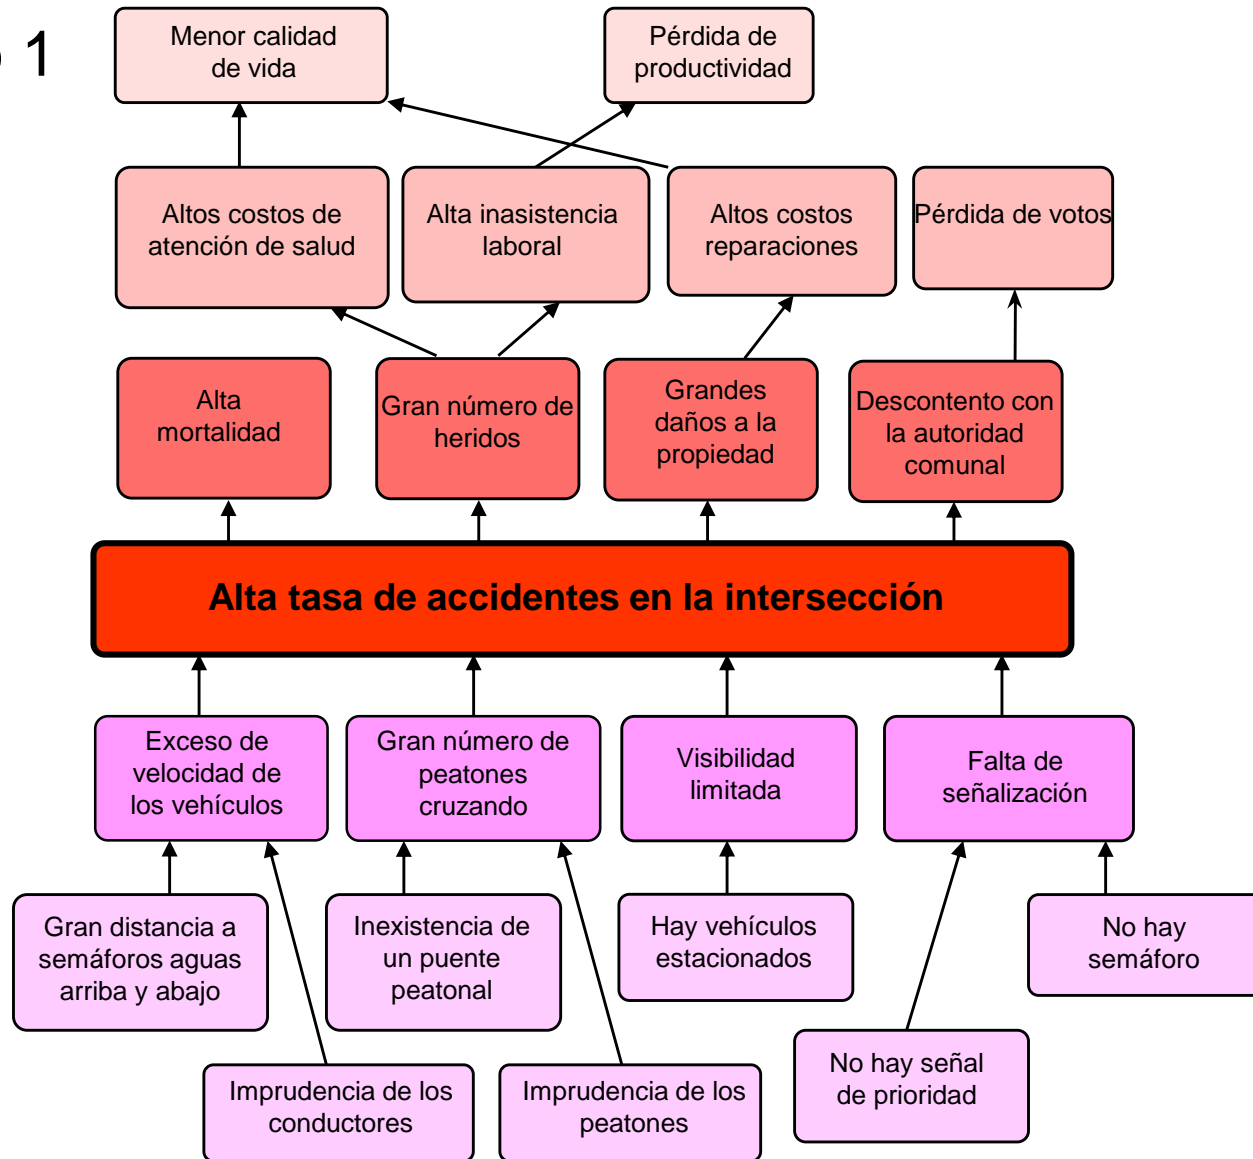 1
Menor calidad
de vida
Pérdida de
productividad
Altos costos de
atención de salud
Alta inasistencia
laboral
Altos costos
reparaciones
Pérdida de votos
Alta
mortalidad
Gran número de
heridos
Grandes
daños a la
propiedad
Descontento con
la autoridad
comunal
Alta tasa de accidentes en la intersección
Exceso de
velocidad de
los vehículos
Gran número de
peatones
cruzando
Visibilidad
limitada
Falta de
señalización
Gran distancia a
semáforos aguas
arriba y abajo
Inexistencia de
un puente
peatonal
Hay vehículos
estacionados
No hay
semáforo
Imprudencia de los
conductores
Imprudencia de los
peatones
No hay señal
de prioridad